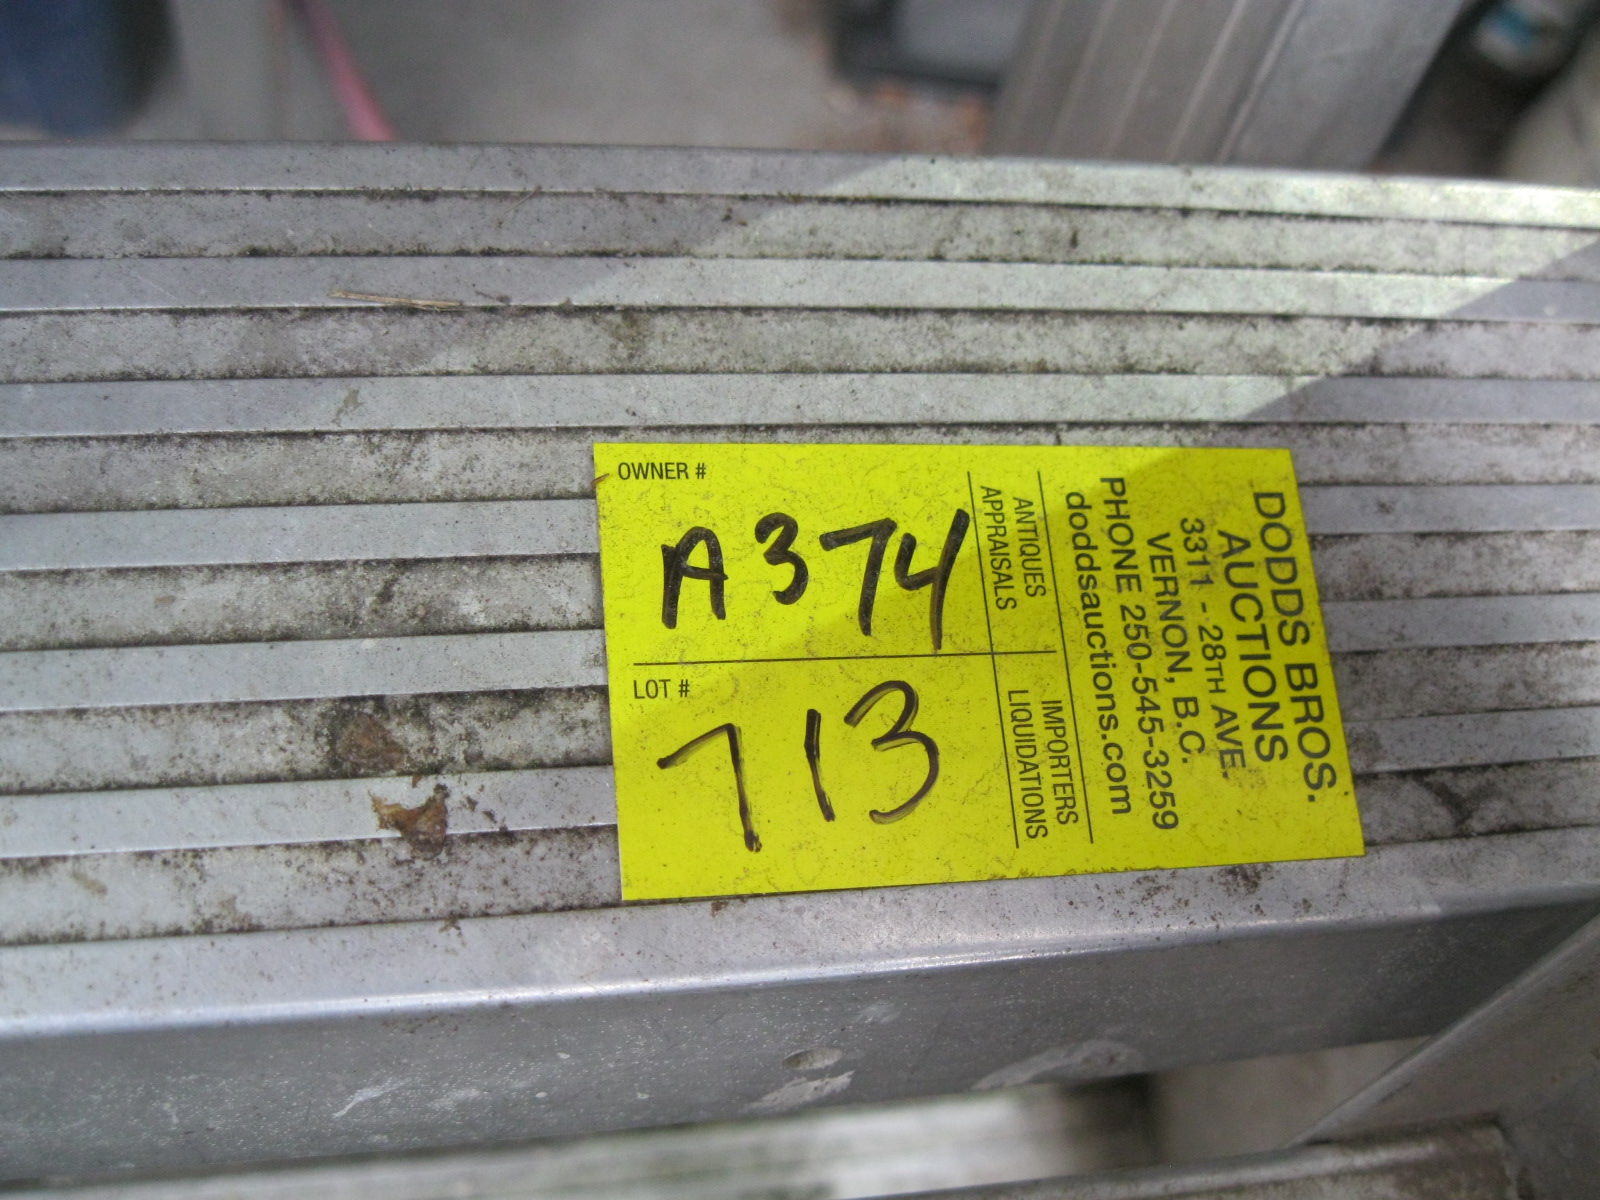 OWNER #
A374
LOT #
713
DODDS BROS.
AUCTIONS
3311 - 28TH AVE.
VERNON, B.C.
PHONE 250-545-3259
doddsauctions.com
ANTIQUES IMPORTERS
APPRAISALS LIQUIDATIONS